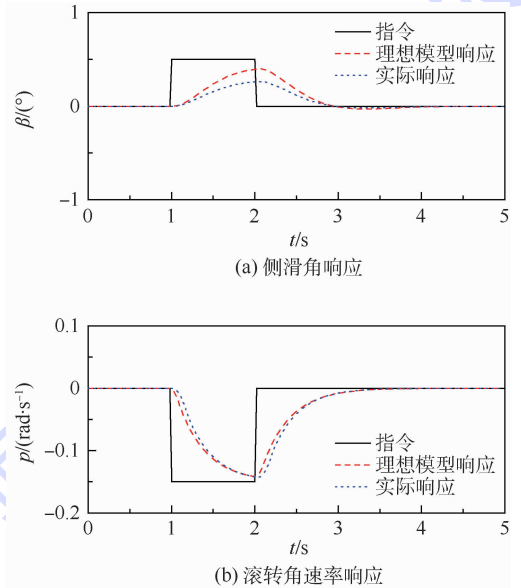 1
指令
理想模型响应
实际响应
β/(°)
0
-1
0 1 2 3 4 5
t/s
(a) 侧滑角响应
0.1
0
p/(rad·s⁻¹)
-0.1
指令
理想模型响应
实际响应
-0.2
0 1 2 3 4 5
t/s
(b) 滚转角速率响应